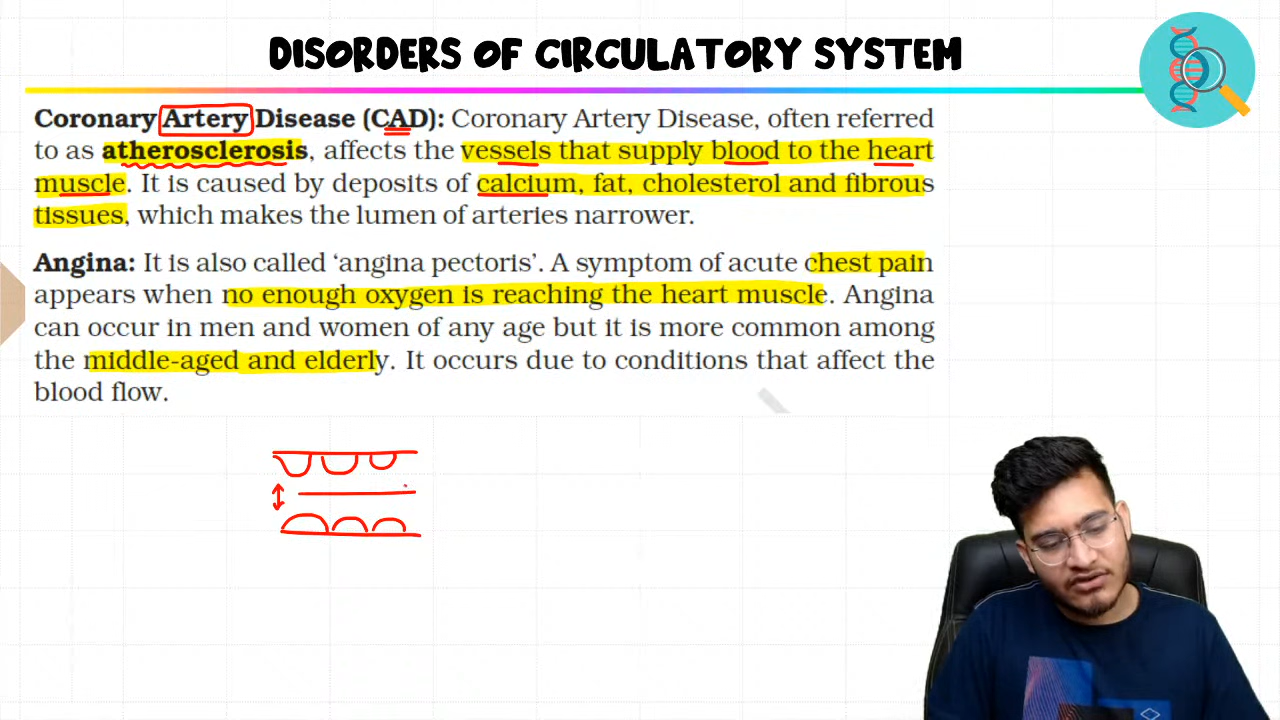 DISORDERS OF CIRCULATORY SYSTEM
Coronary Artery Disease (CAD): Coronary Artery Disease, often referred
to as atherosclerosis, affects the vessels that supply blood to the heart
muscle. It is caused by deposits of calcium, fat, cholesterol and fibrous
tissues, which makes the lumen of arteries narrower.
Angina: It is also called ‘angina pectoris’. A symptom of acute chest pain
appears when no enough oxygen is reaching the heart muscle. Angina
can occur in men and women of any age but it is more common among
the middle-aged and elderly. It occurs due to conditions that affect the
blood flow.